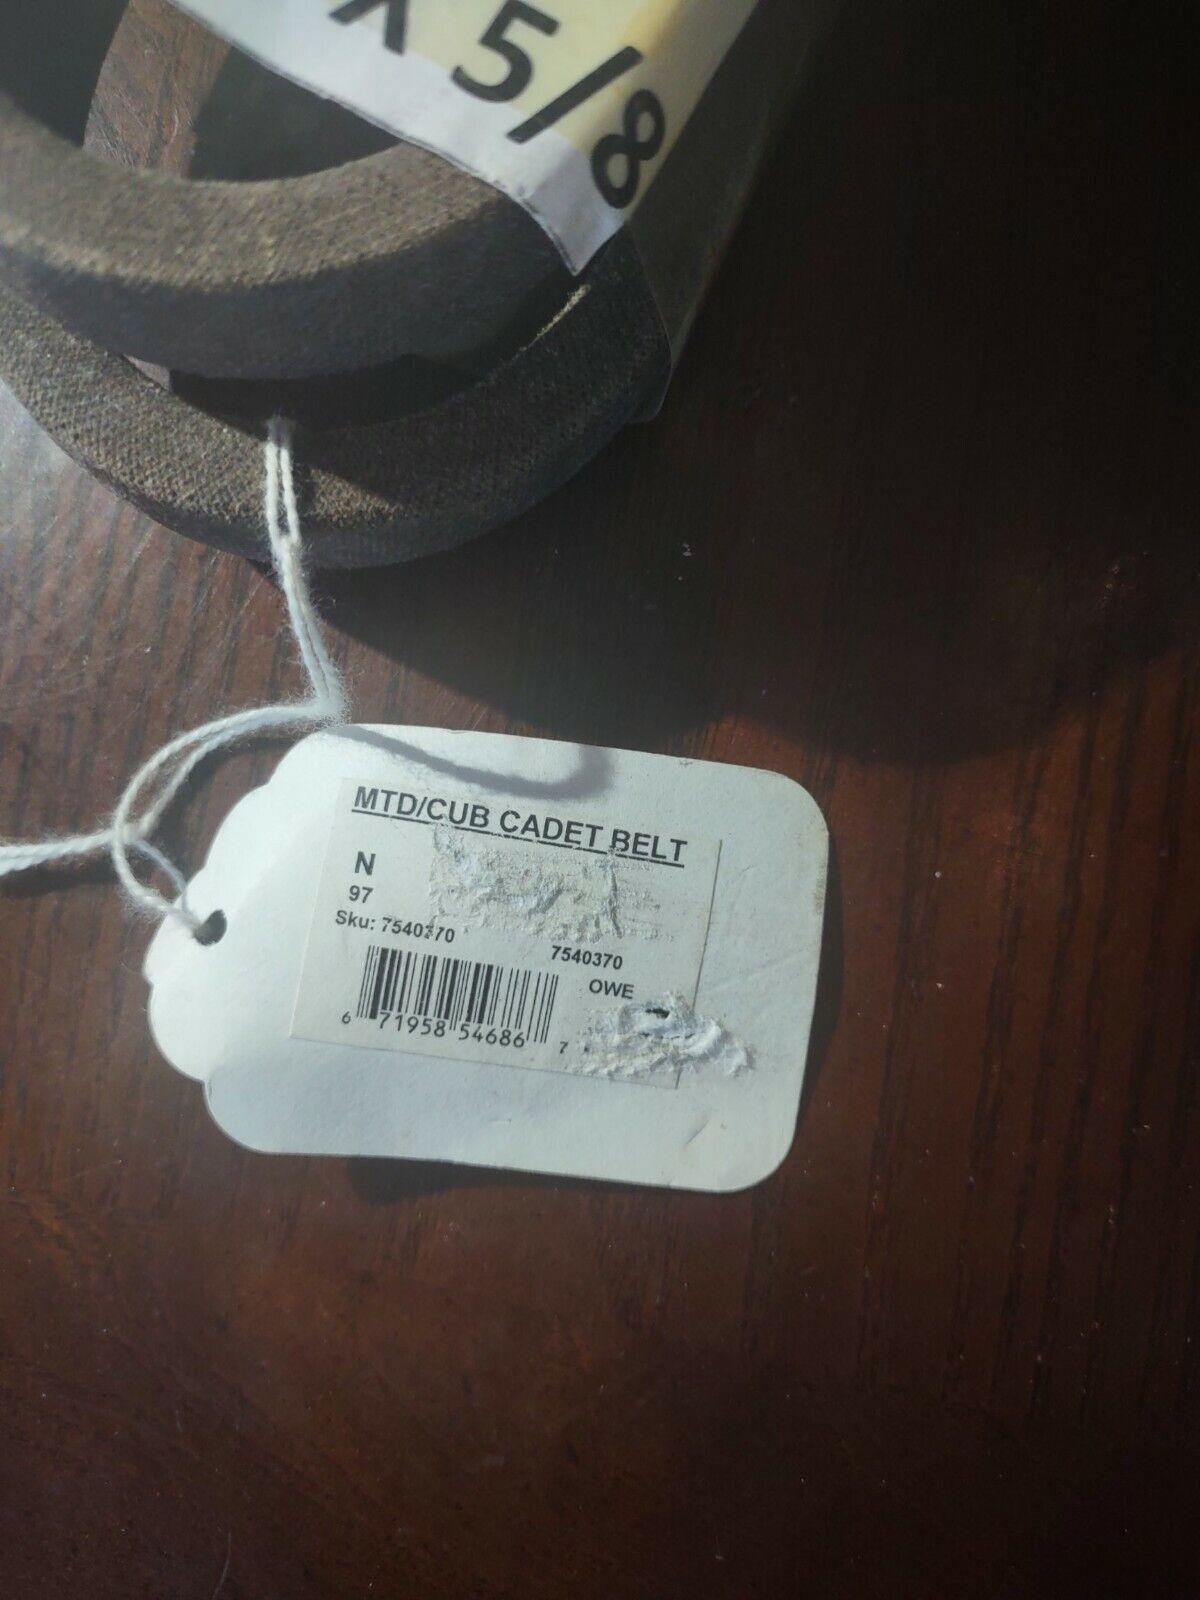 x 5/8
MTD/CUB CADET BELT
N
97
Sku: 7540370
7540370
OWE
6 71958 54686 7